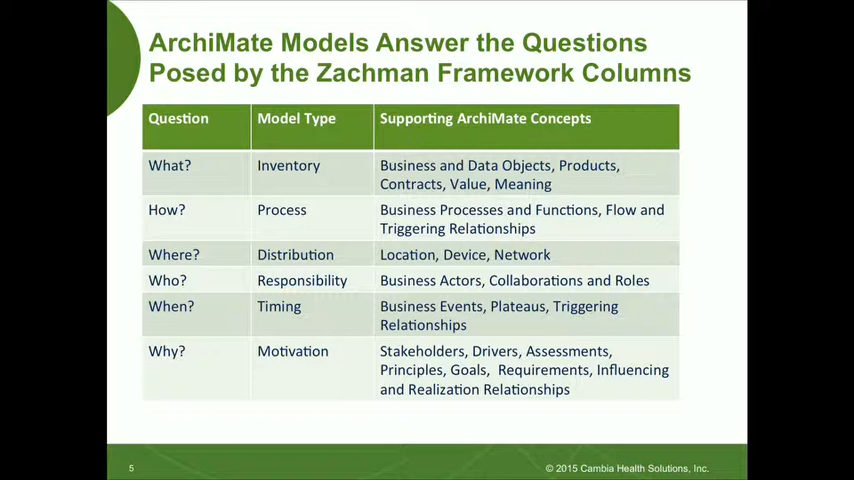 ArchiMate Models Answer the Questions
Posed by the Zachman Framework Columns
Question Model Type Supporting ArchiMate Concepts
What? Inventory Business and Data Objects, Products,
Contracts, Value, Meaning
How? Process Business Processes and Functions, Flow and
Triggering Relationships
Where? Distribution Location, Device, Network
Who? Responsibility Business Actors, Collaborations and Roles
When? Timing Business Events, Plateaus, Triggering
Relationships
Why? Motivation Stakeholders, Drivers, Assessments,
Principles, Goals, Requirements, Influencing
and Realization Relationships
5 © 2015 Cambia Health Solutions, Inc.